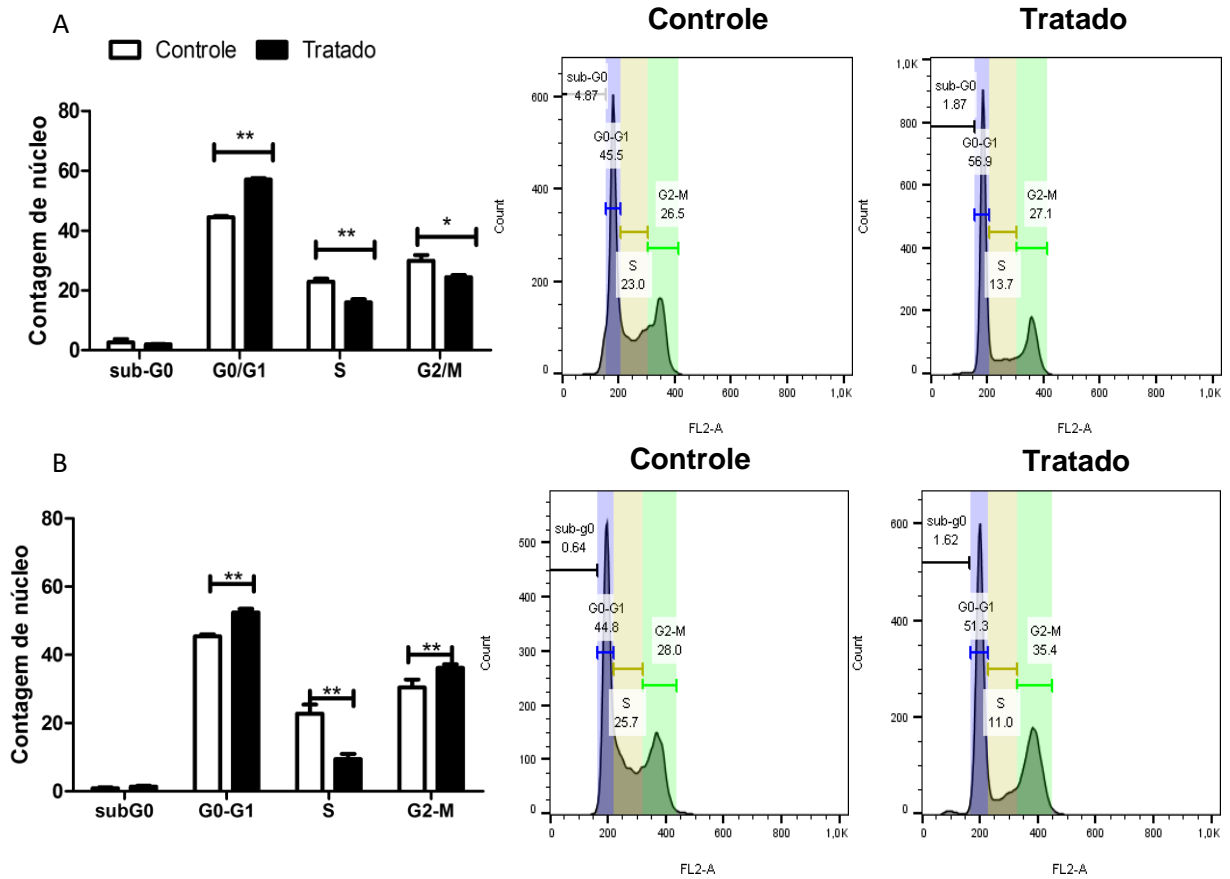 A
Controle
Tratado
Contagem de núcleo
80
60
40
20
0
**
**
*
sub-G0
G0/G1
S
G2/M
Controle
Count
600
400
200
0
sub-G0
4.87
G0-G1
45.5
S
23.0
G2-M
26.5
0
200
400
600
800
1,0K
FL2-A
Tratado
Count
1,0K
800
600
400
200
0
sub-G0
1.87
G0-G1
56.9
S
13.7
G2-M
27.1
0
200
400
600
800
1,0K
FL2-A
B
Contagem de núcleo
80
60
40
20
0
**
**
**
subG0
G0-G1
S
G2-M
Controle
Count
500
400
300
200
100
0
sub-g0
0.64
G0-G1
44.8
S
25.7
G2-M
28.0
0
200
400
600
800
1,0K
FL2-A
Tratado
Count
600
400
200
0
sub-g0
1.62
G0-G1
51.3
S
11.0
G2-M
35.4
0
200
400
600
800
1,0K
FL2-A